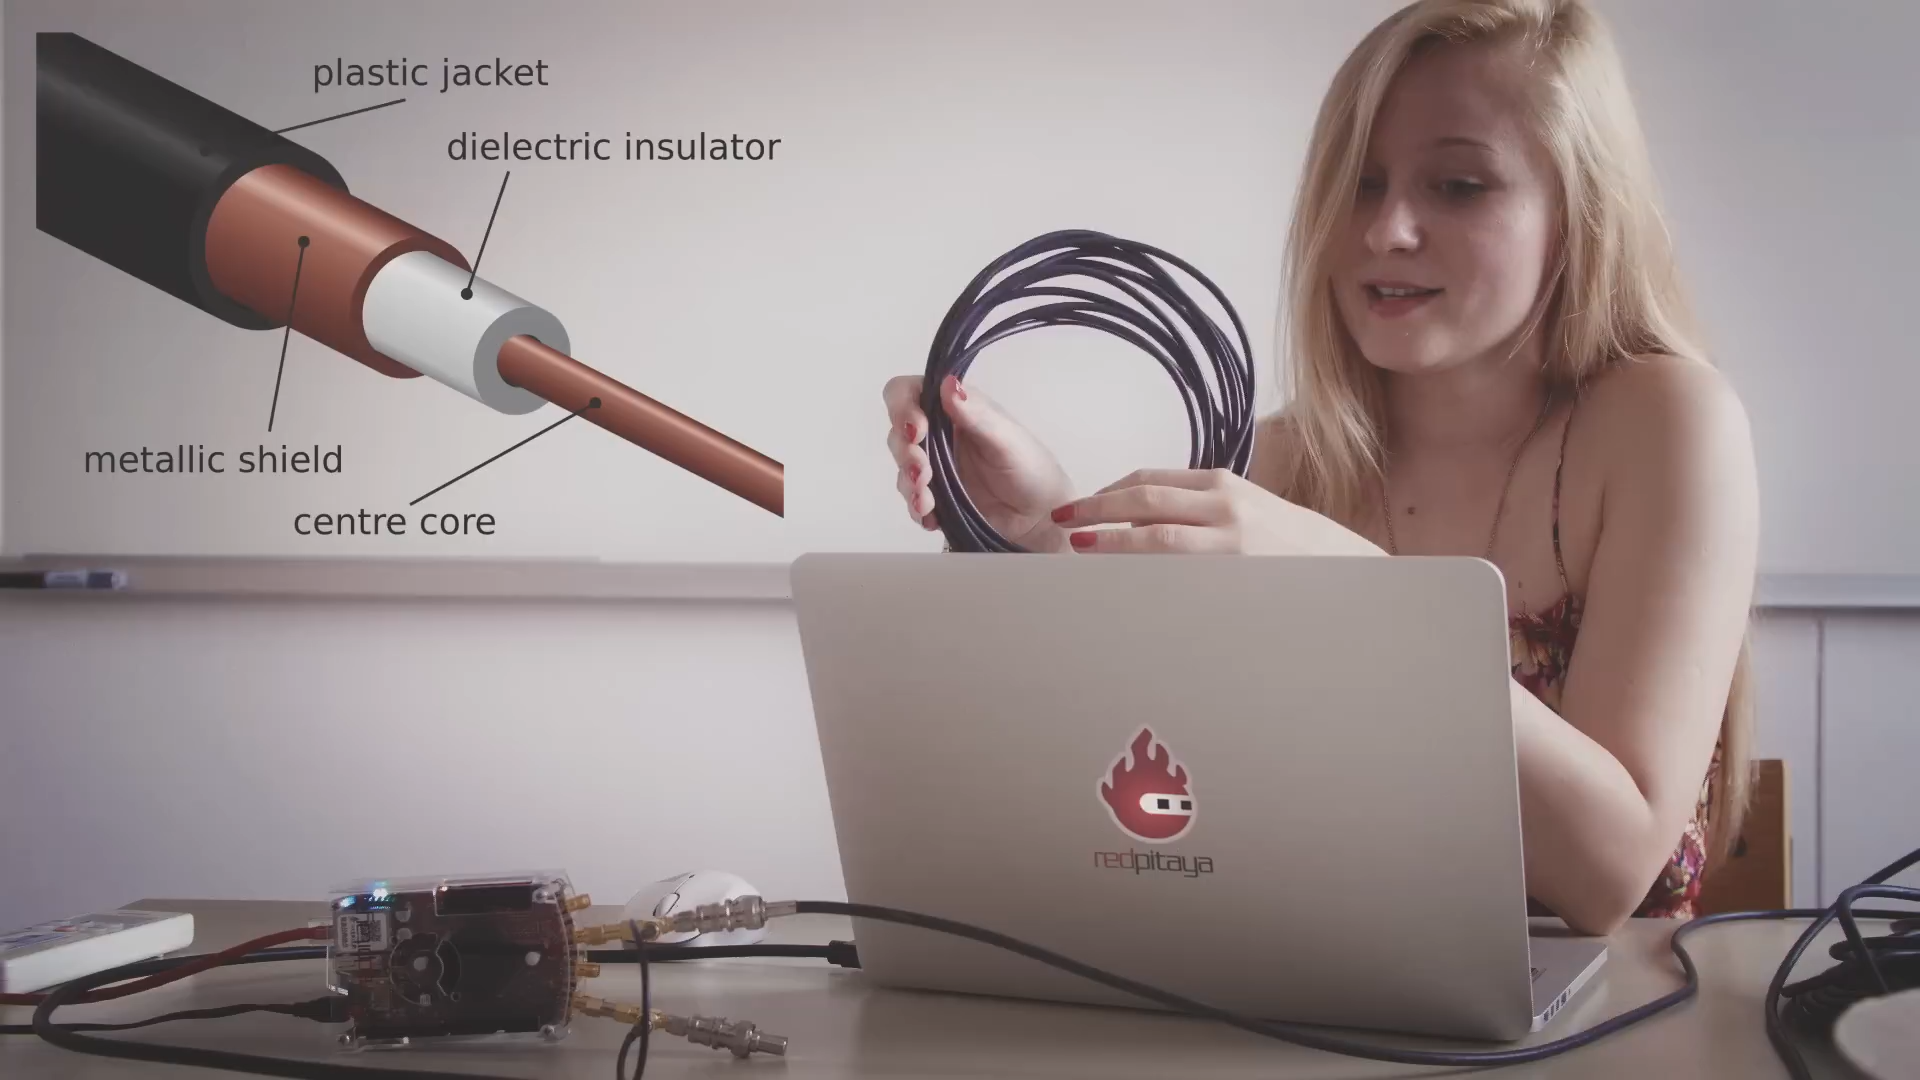 plastic jacket
dielectric insulator
metallic shield
centre core
redpitaya